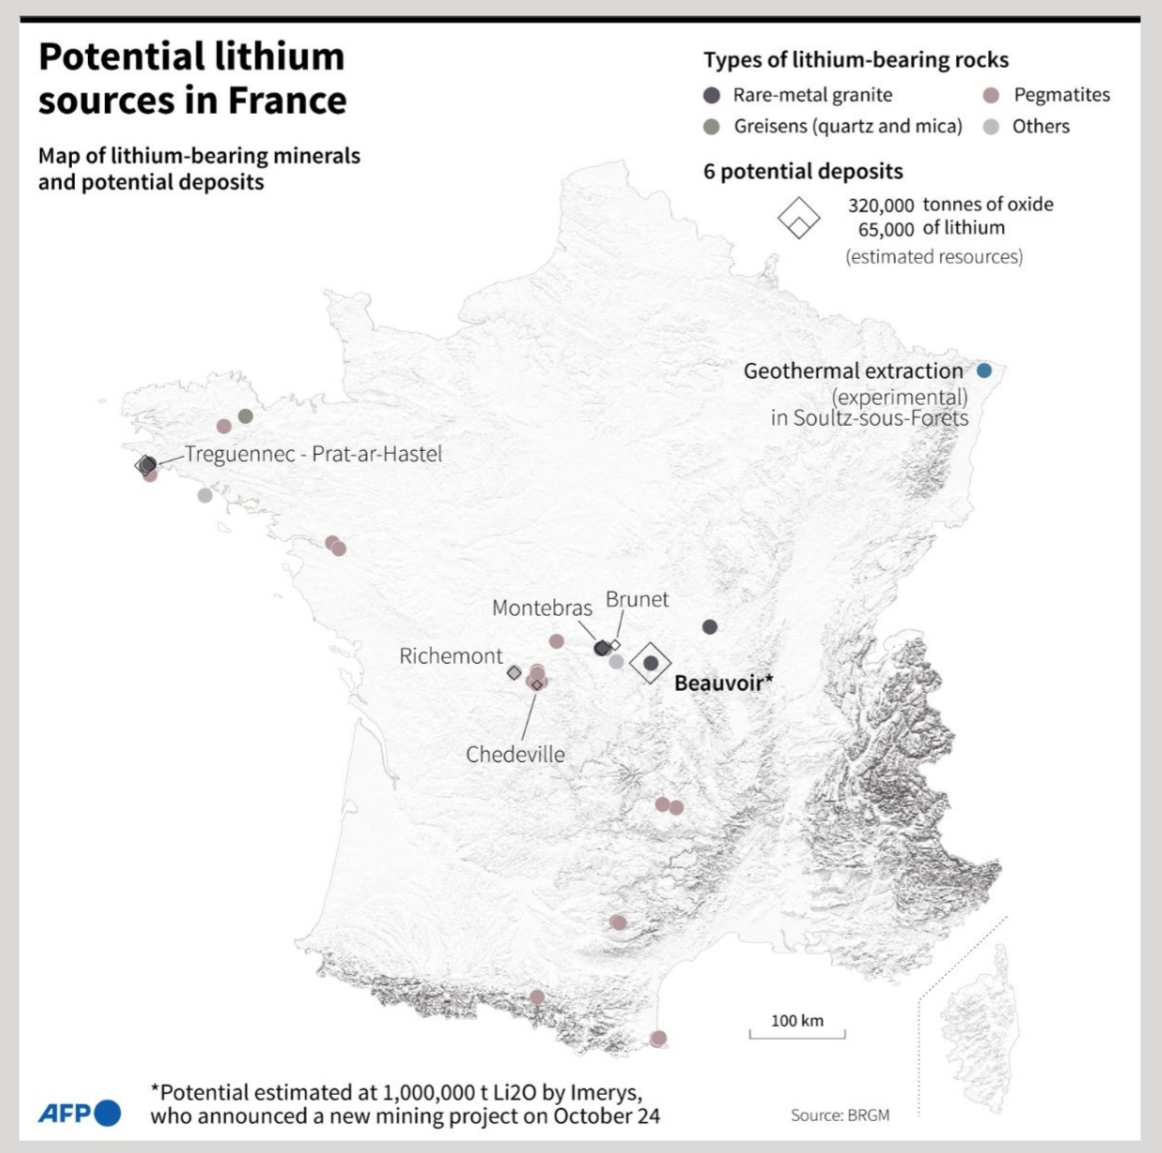 Potential lithium
sources in France
Map of lithium-bearing minerals
and potential deposits
Types of lithium-bearing rocks
Rare-metal granite
Pegmatites
Greisens (quartz and mica)
Others
6 potential deposits
320,000 tonnes of oxide
65,000 of lithium
(estimated resources)
Geothermal extraction
(experimental)
in Soultz-sous-Forets
Treguennec - Prat-ar-Hastel
Montebras
Brunet
Richemont
Beauvoir*
Chedeville
100 km
*Potential estimated at 1,000,000 t Li2O by Imerys,
who announced a new mining project on October 24
AFP
Source: BRGM